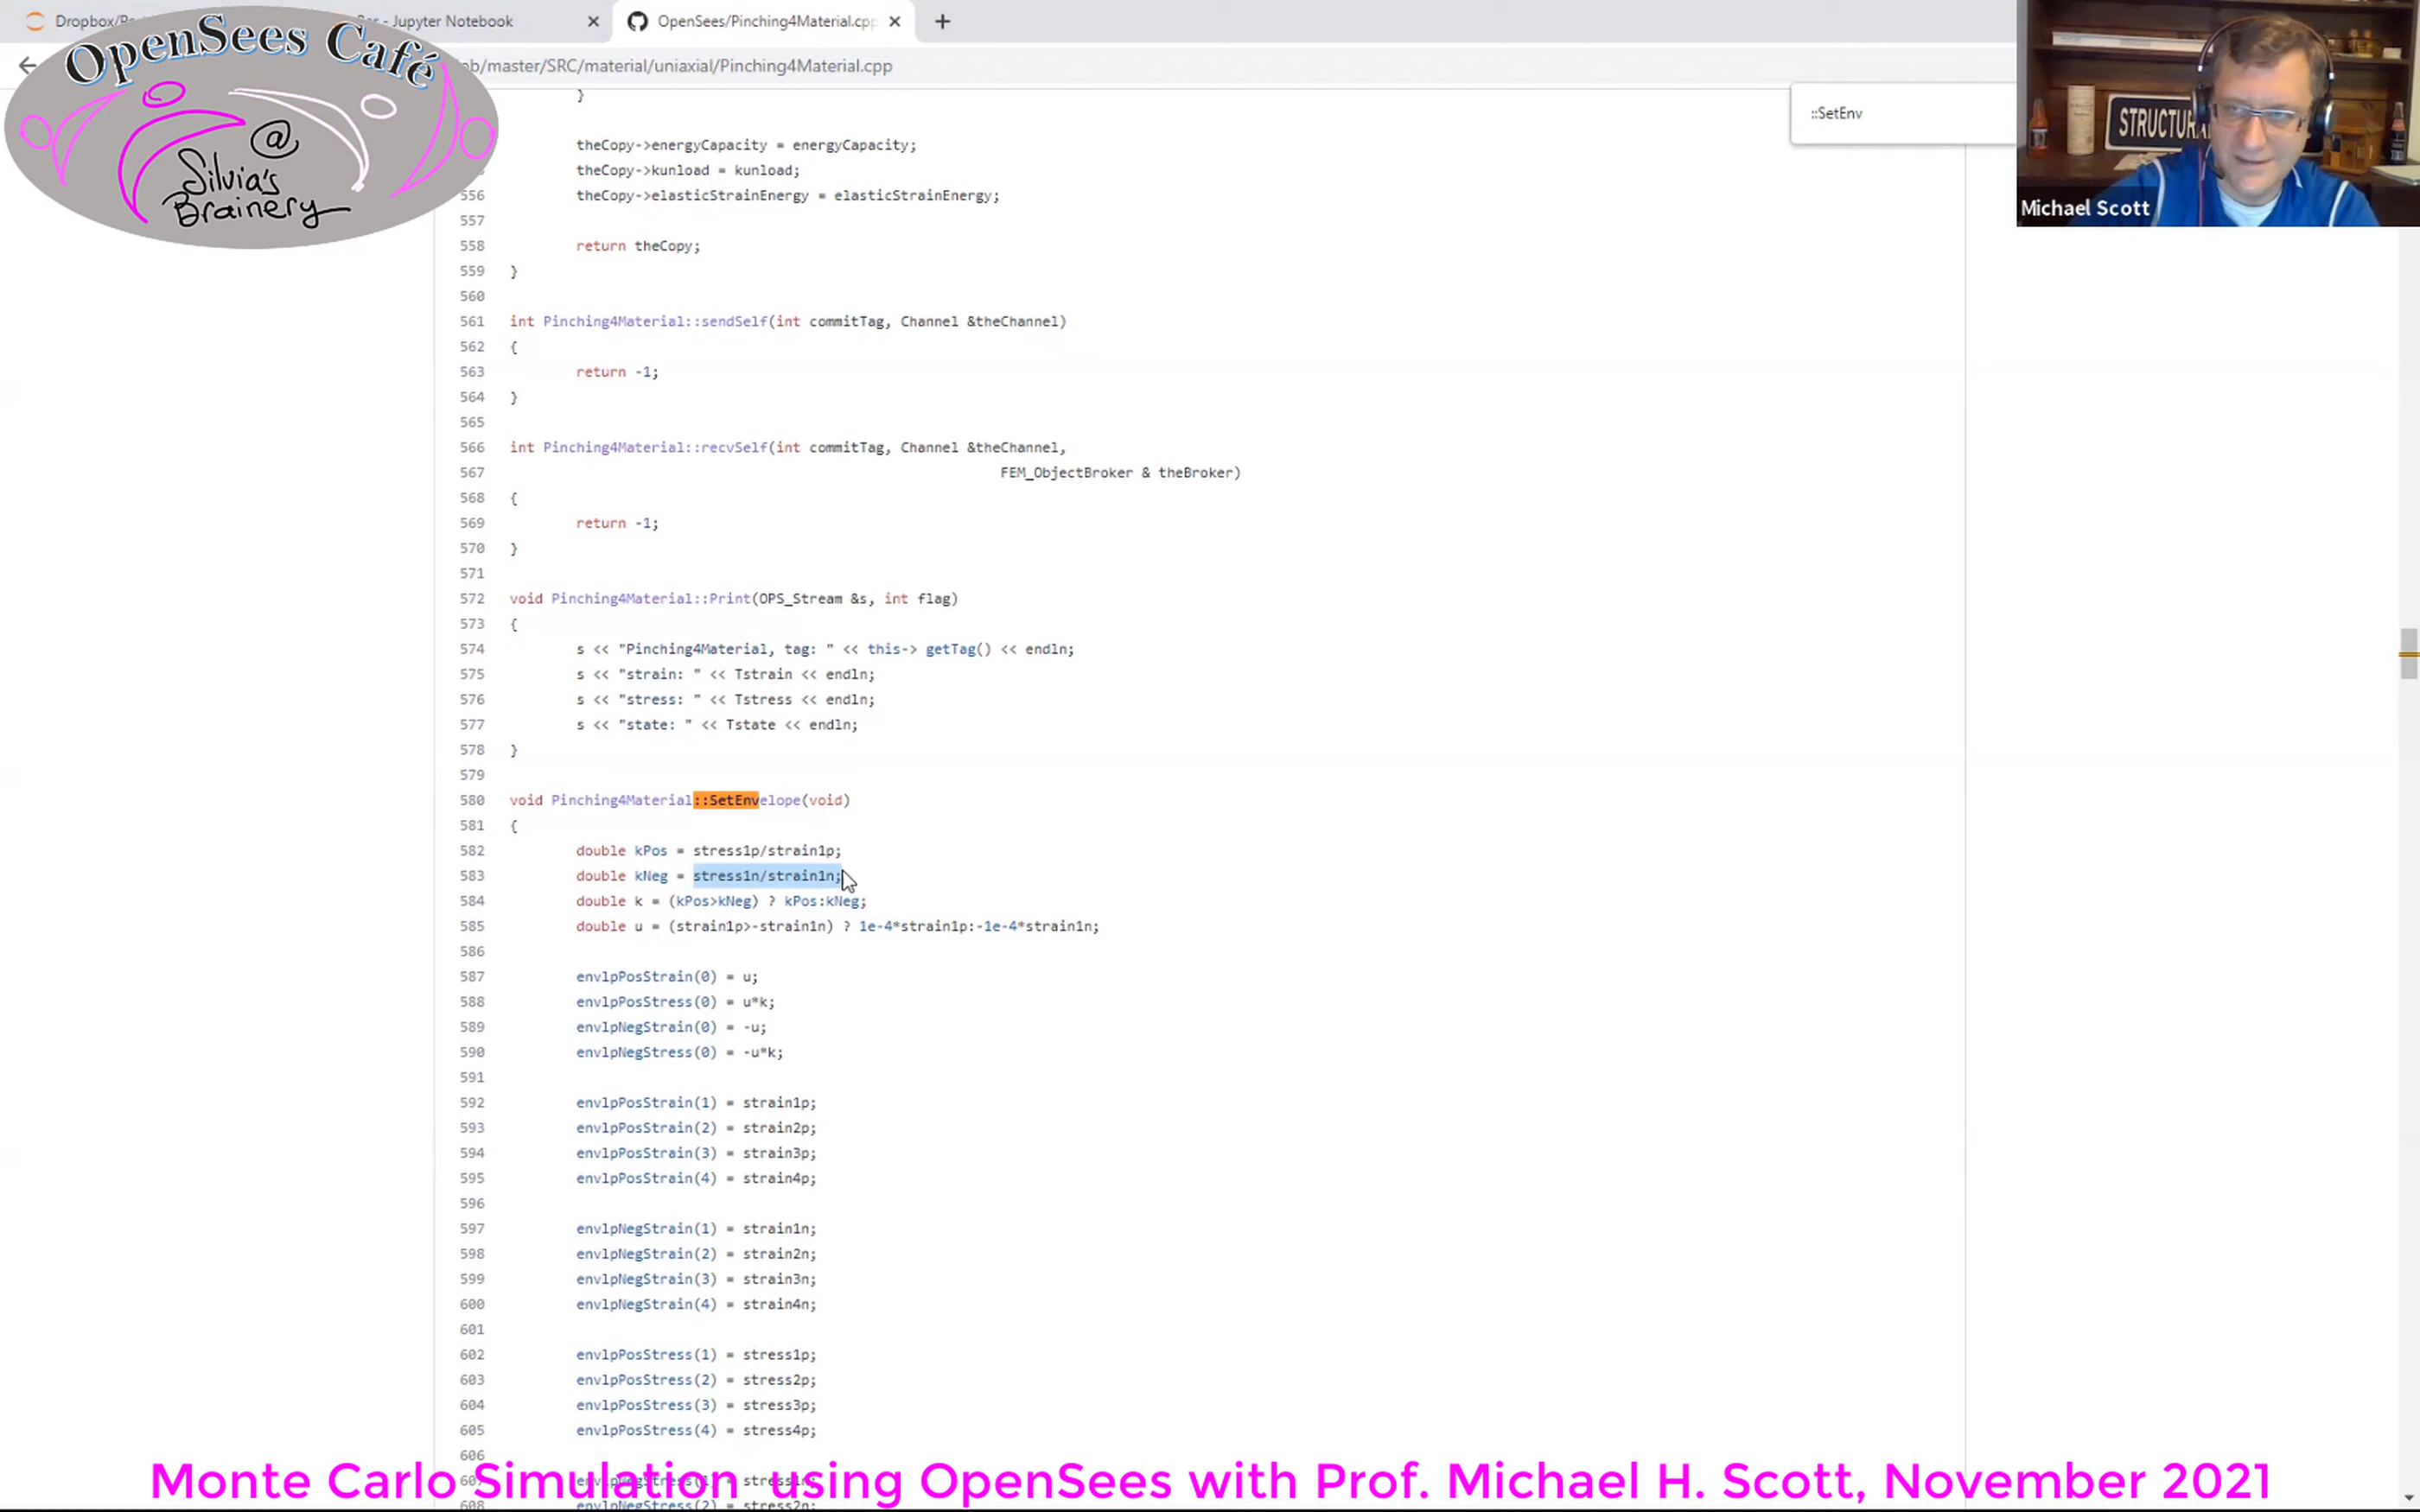 Dropbox/Pe
er - Jupyter Notebook
OpenSees/Pinching4Material.cpp
OpenSees Café
@
Silvia's
Brainery
ob/master/SRC/material/uniaxial/Pinching4Material.cpp
::SetEnv
STRUCTURA
Michael Scott
}
theCopy->energyCapacity = energyCapacity;
theCopy->kunload = kunload;
556 theCopy->elasticStrainEnergy = elasticStrainEnergy;
557
558 return theCopy;
559 }
560
561 int Pinching4Material::sendSelf(int commitTag, Channel &theChannel)
562 {
563 return -1;
564 }
565
566 int Pinching4Material::recvSelf(int commitTag, Channel &theChannel,
567 FEM_ObjectBroker & theBroker)
568 {
569 return -1;
570 }
571
572 void Pinching4Material::Print(OPS_Stream &s, int flag)
573 {
574 s << "Pinching4Material, tag: " << this-> getTag() << endln;
575 s << "strain: " << Tstrain << endln;
576 s << "stress: " << Tstress << endln;
577 s << "state: " << Tstate << endln;
578 }
579
580 void Pinching4Material::SetEnvelope(void)
581 {
582 double kPos = stress1p/strain1p;
583 double kNeg = stress1n/strain1n;
584 double k = (kPos>kNeg) ? kPos:kNeg;
585 double u = (strain1p>-strain1n) ? 1e-4*strain1p:-1e-4*strain1n;
586
587 envlpPosStrain(0) = u;
588 envlpPosStress(0) = u*k;
589 envlpNegStrain(0) = -u;
590 envlpNegStress(0) = -u*k;
591
592 envlpPosStrain(1) = strain1p;
593 envlpPosStrain(2) = strain2p;
594 envlpPosStrain(3) = strain3p;
595 envlpPosStrain(4) = strain4p;
596
597 envlpNegStrain(1) = strain1n;
598 envlpNegStrain(2) = strain2n;
599 envlpNegStrain(3) = strain3n;
600 envlpNegStrain(4) = strain4n;
601
602 envlpPosStress(1) = stress1p;
603 envlpPosStress(2) = stress2p;
604 envlpPosStress(3) = stress3p;
605 envlpPosStress(4) = stress4p;
606
Monte Carlo Simulation using OpenSees with Prof. Michael H. Scott, November 2021
608 envlpNegStress(2) = stress2n;